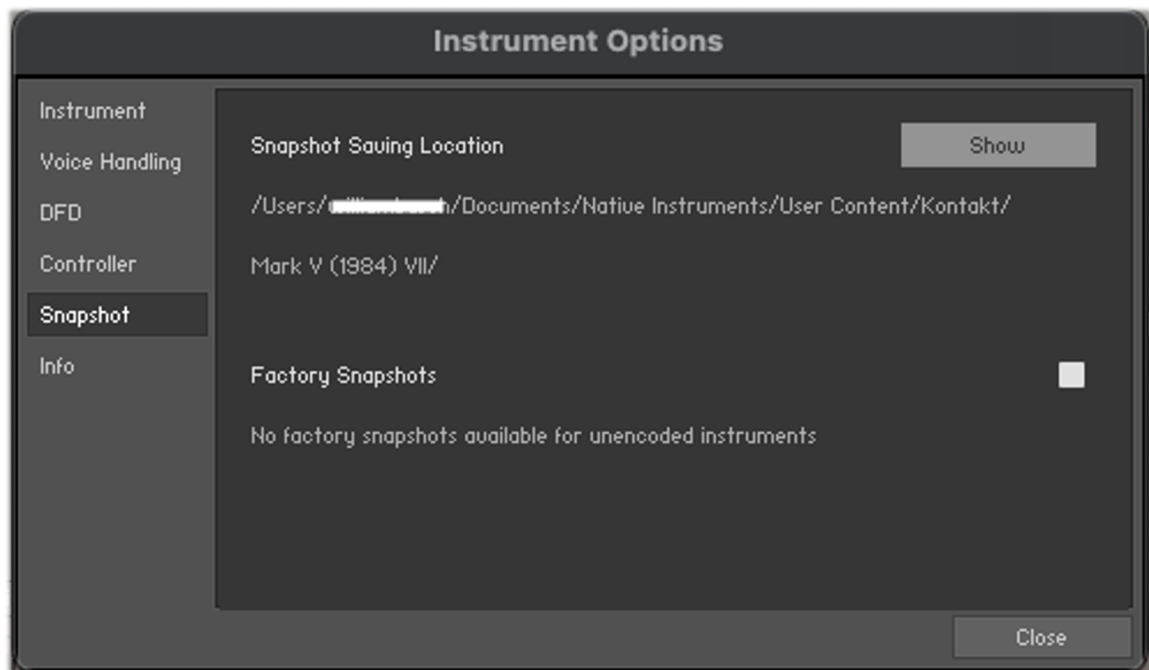 Instrument Options
Instrument
Voice Handling
DFD
Controller
Snapshot
Info
Snapshot Saving Location
Show
/Users/ /Documents/Native Instruments/User Content/Kontakt/
Mark V (1984) VII/
Factory Snapshots
No factory snapshots available for unencoded instruments
Close